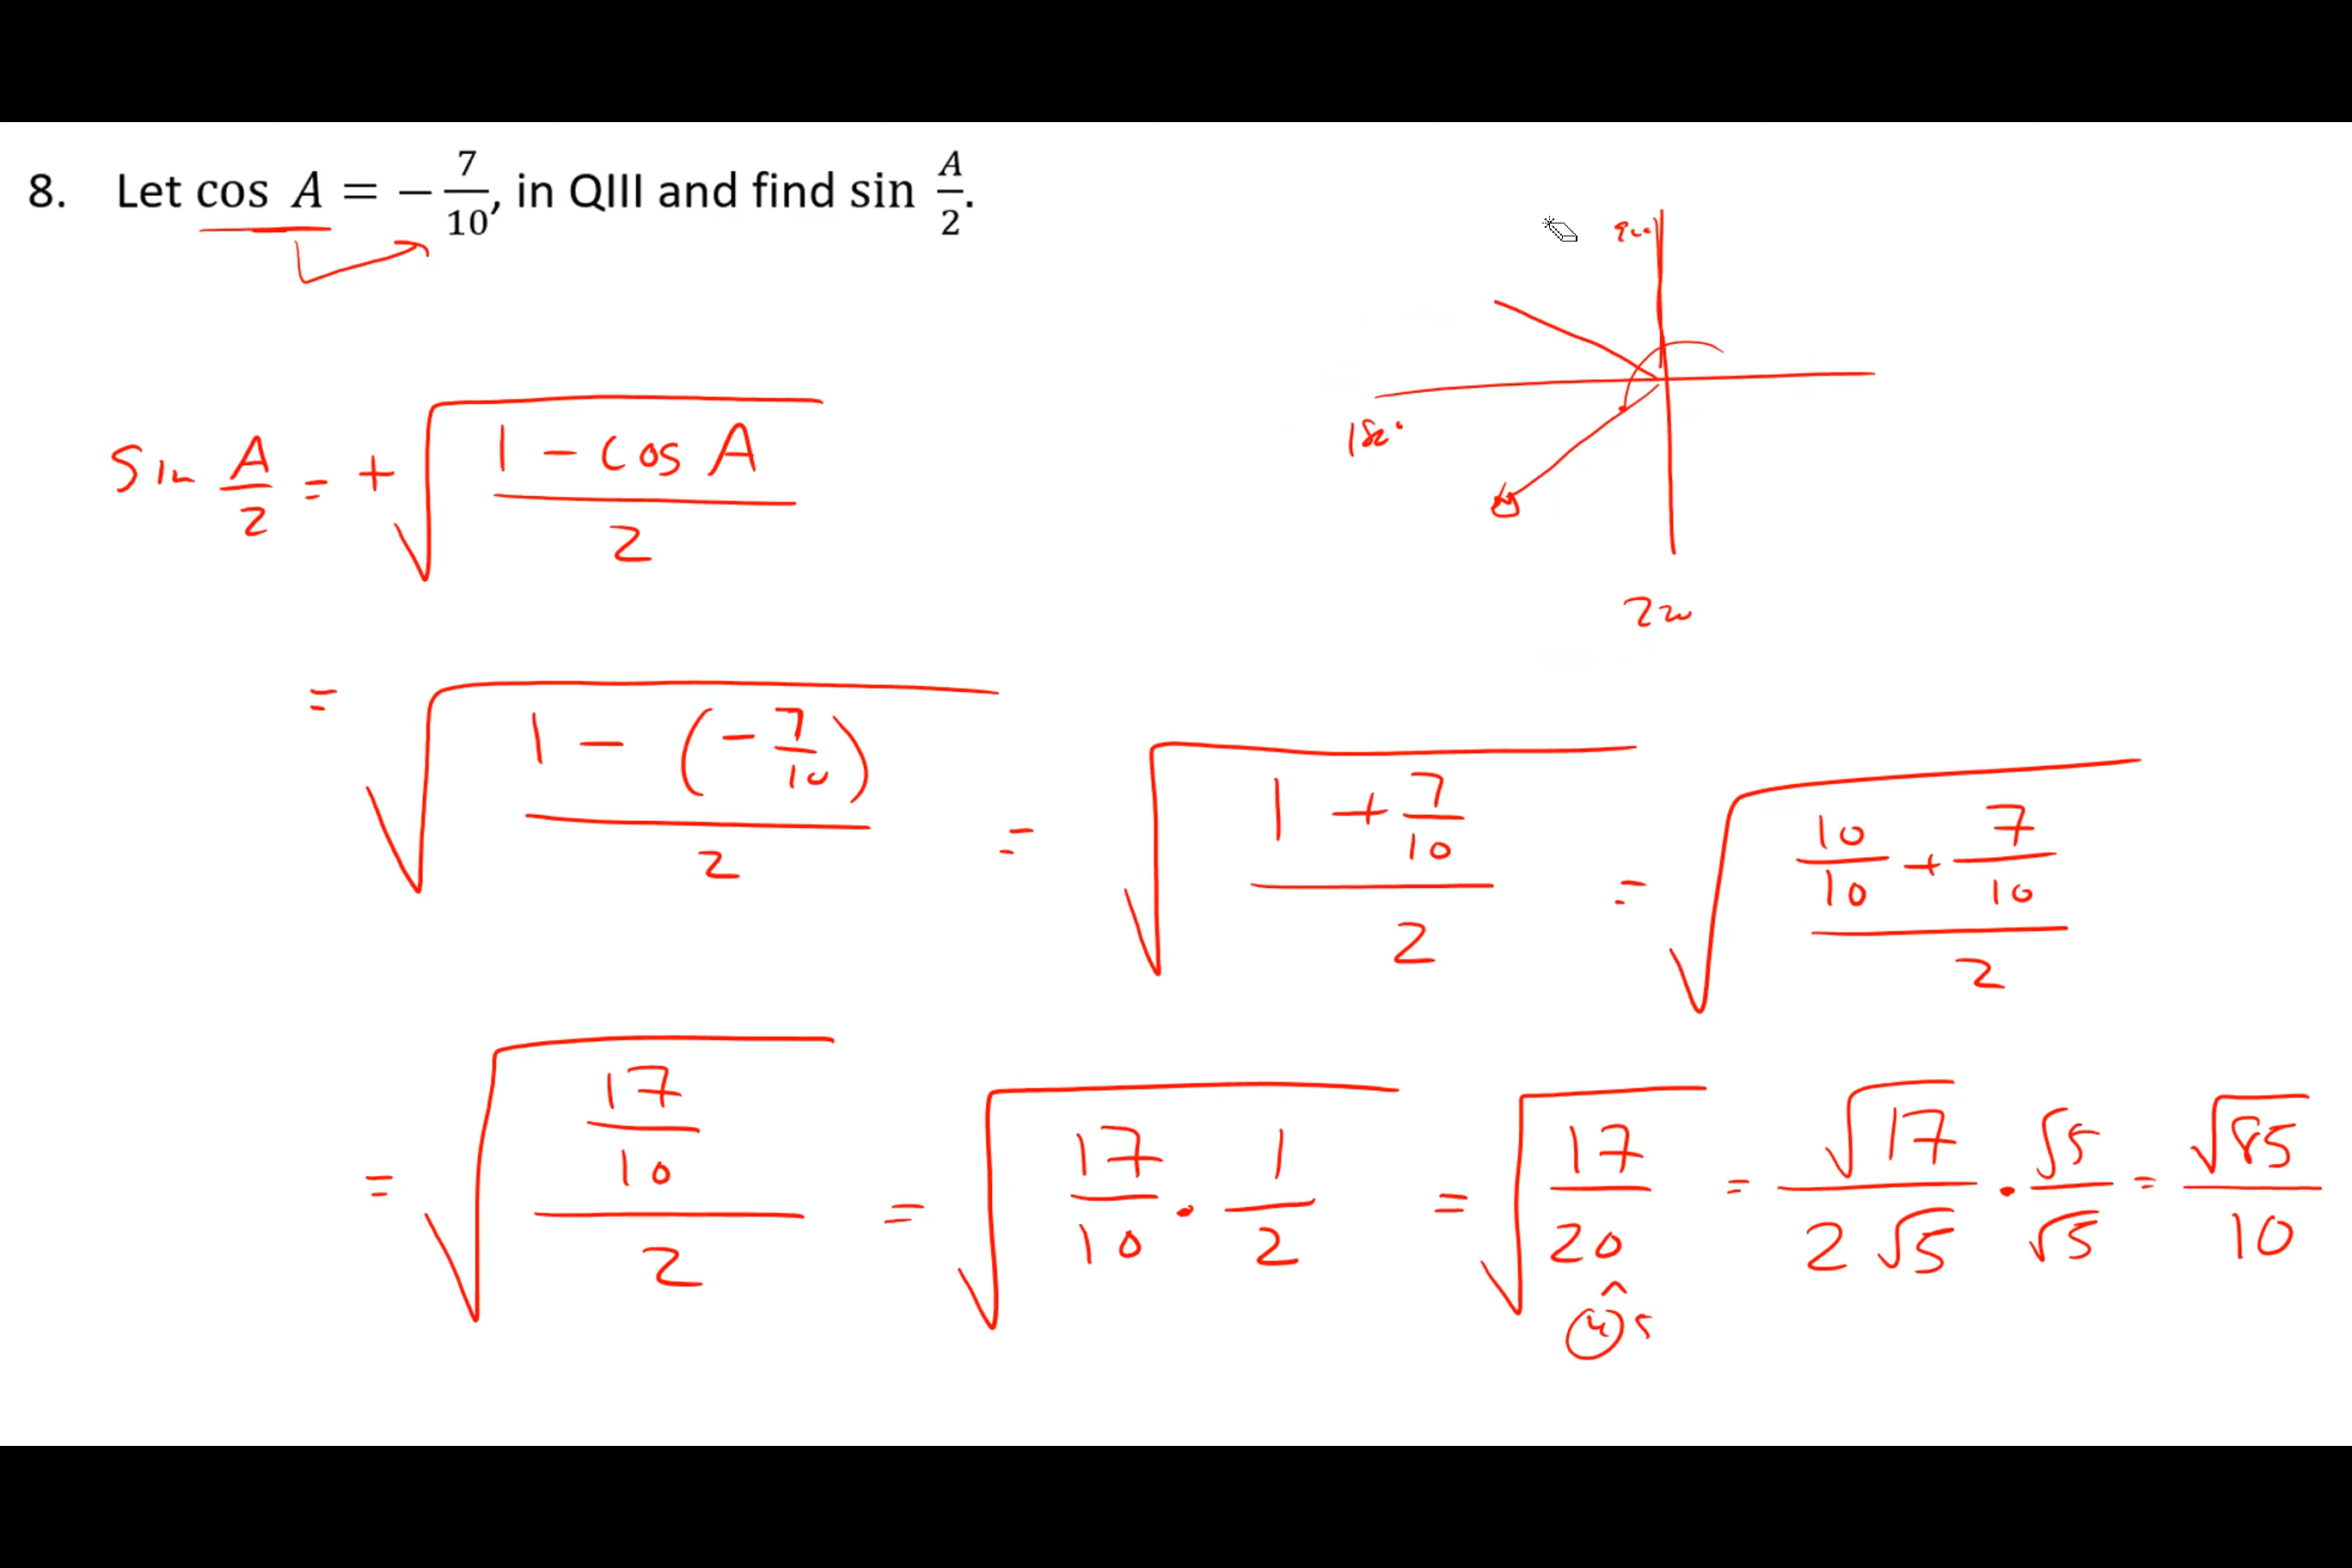 8. Let cos A = −7/10, in QIII and find sin A/2.
180°
sin A/2 = + √((1 − cos A)/2)
= √((1 − (−7/10))/2) = √((1 + 7/10)/2) = √((10/10 + 7/10)/2)
= √((17/10)/2) = √(17/10 · 1/2) = √(17/20) = √17/(2√5) · √5/√5 = √85/10
4 5